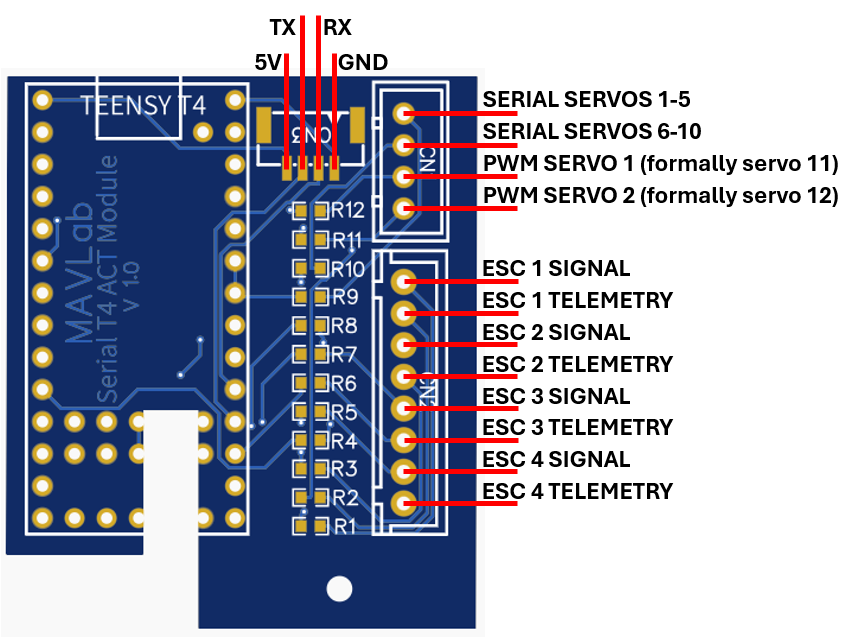 TX RX
5V GND
TEENSY T4
CN3
CN
SERIAL SERVOS 1-5
SERIAL SERVOS 6-10
PWM SERVO 1 (formally servo 11)
PWM SERVO 2 (formally servo 12)
MAVLab
Serial T4 ACT Module
V 1.0
R12
R11
R10
R9
R8
R7
R6
R5
R4
R3
R2
R1
CN2
ESC 1 SIGNAL
ESC 1 TELEMETRY
ESC 2 SIGNAL
ESC 2 TELEMETRY
ESC 3 SIGNAL
ESC 3 TELEMETRY
ESC 4 SIGNAL
ESC 4 TELEMETRY